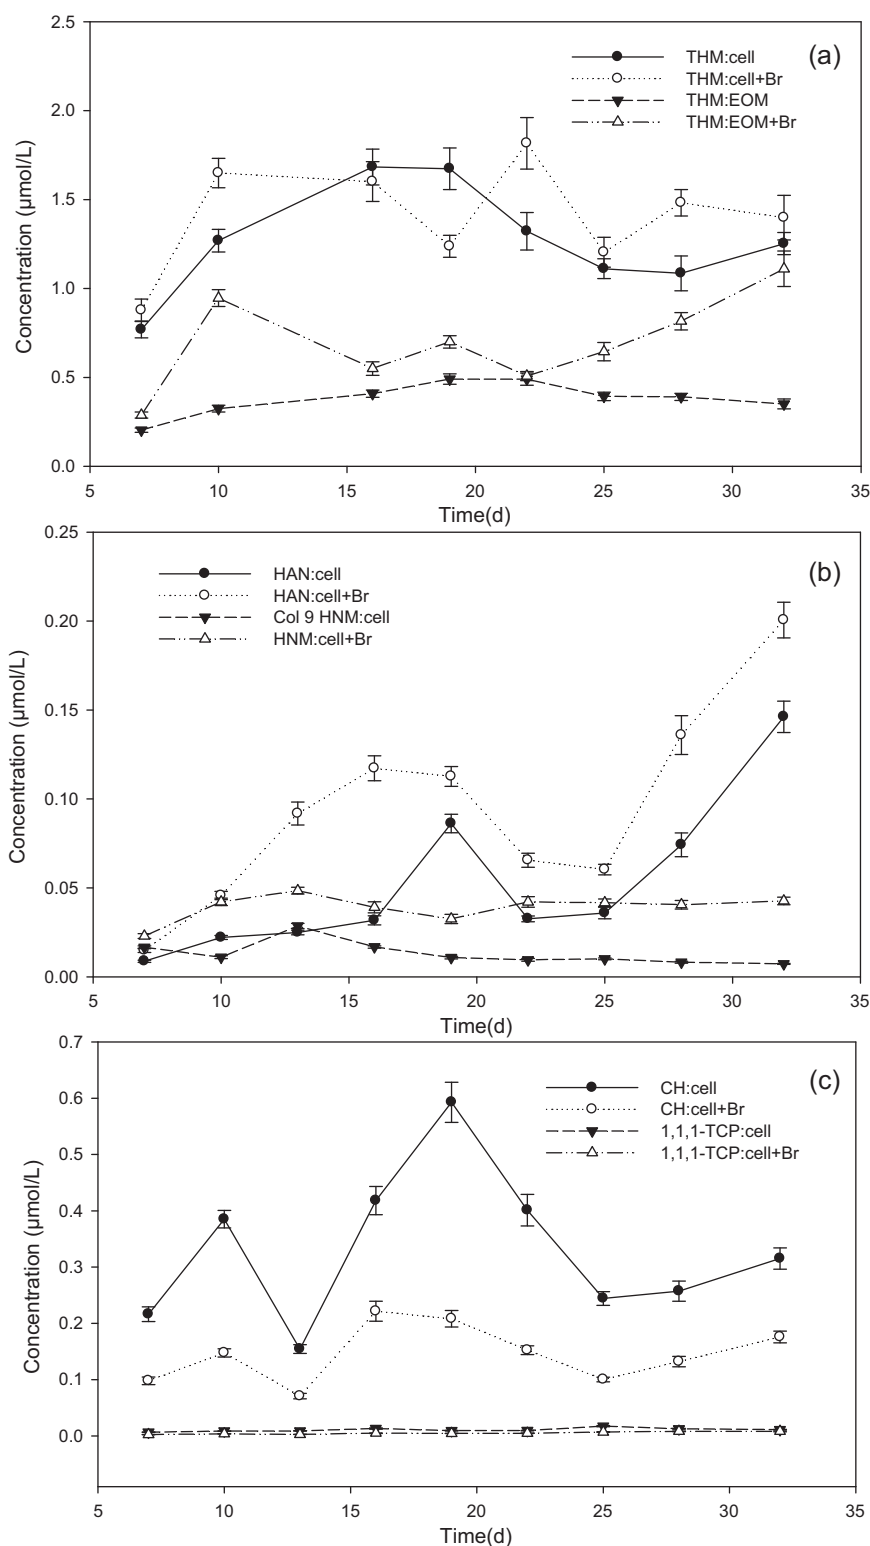 2.5
(a)
THM:cell
THM:cell+Br
THM:EOM
THM:EOM+Br
2.0
1.5
1.0
0.5
0.0
Concentration (μmol/L)
5 10 15 20 25 30 35
Time(d)
0.25
(b)
HAN:cell
HAN:cell+Br
Col 9 HNM:cell
HNM:cell+Br
0.20
0.15
0.10
0.05
0.00
Concentration (μmol/L)
5 10 15 20 25 30 35
Time(d)
0.7
(c)
CH:cell
CH:cell+Br
1,1,1-TCP:cell
1,1,1-TCP:cell+Br
0.6
0.5
0.4
0.3
0.2
0.1
0.0
Concentration (μmol/L)
5 10 15 20 25 30 35
Time(d)